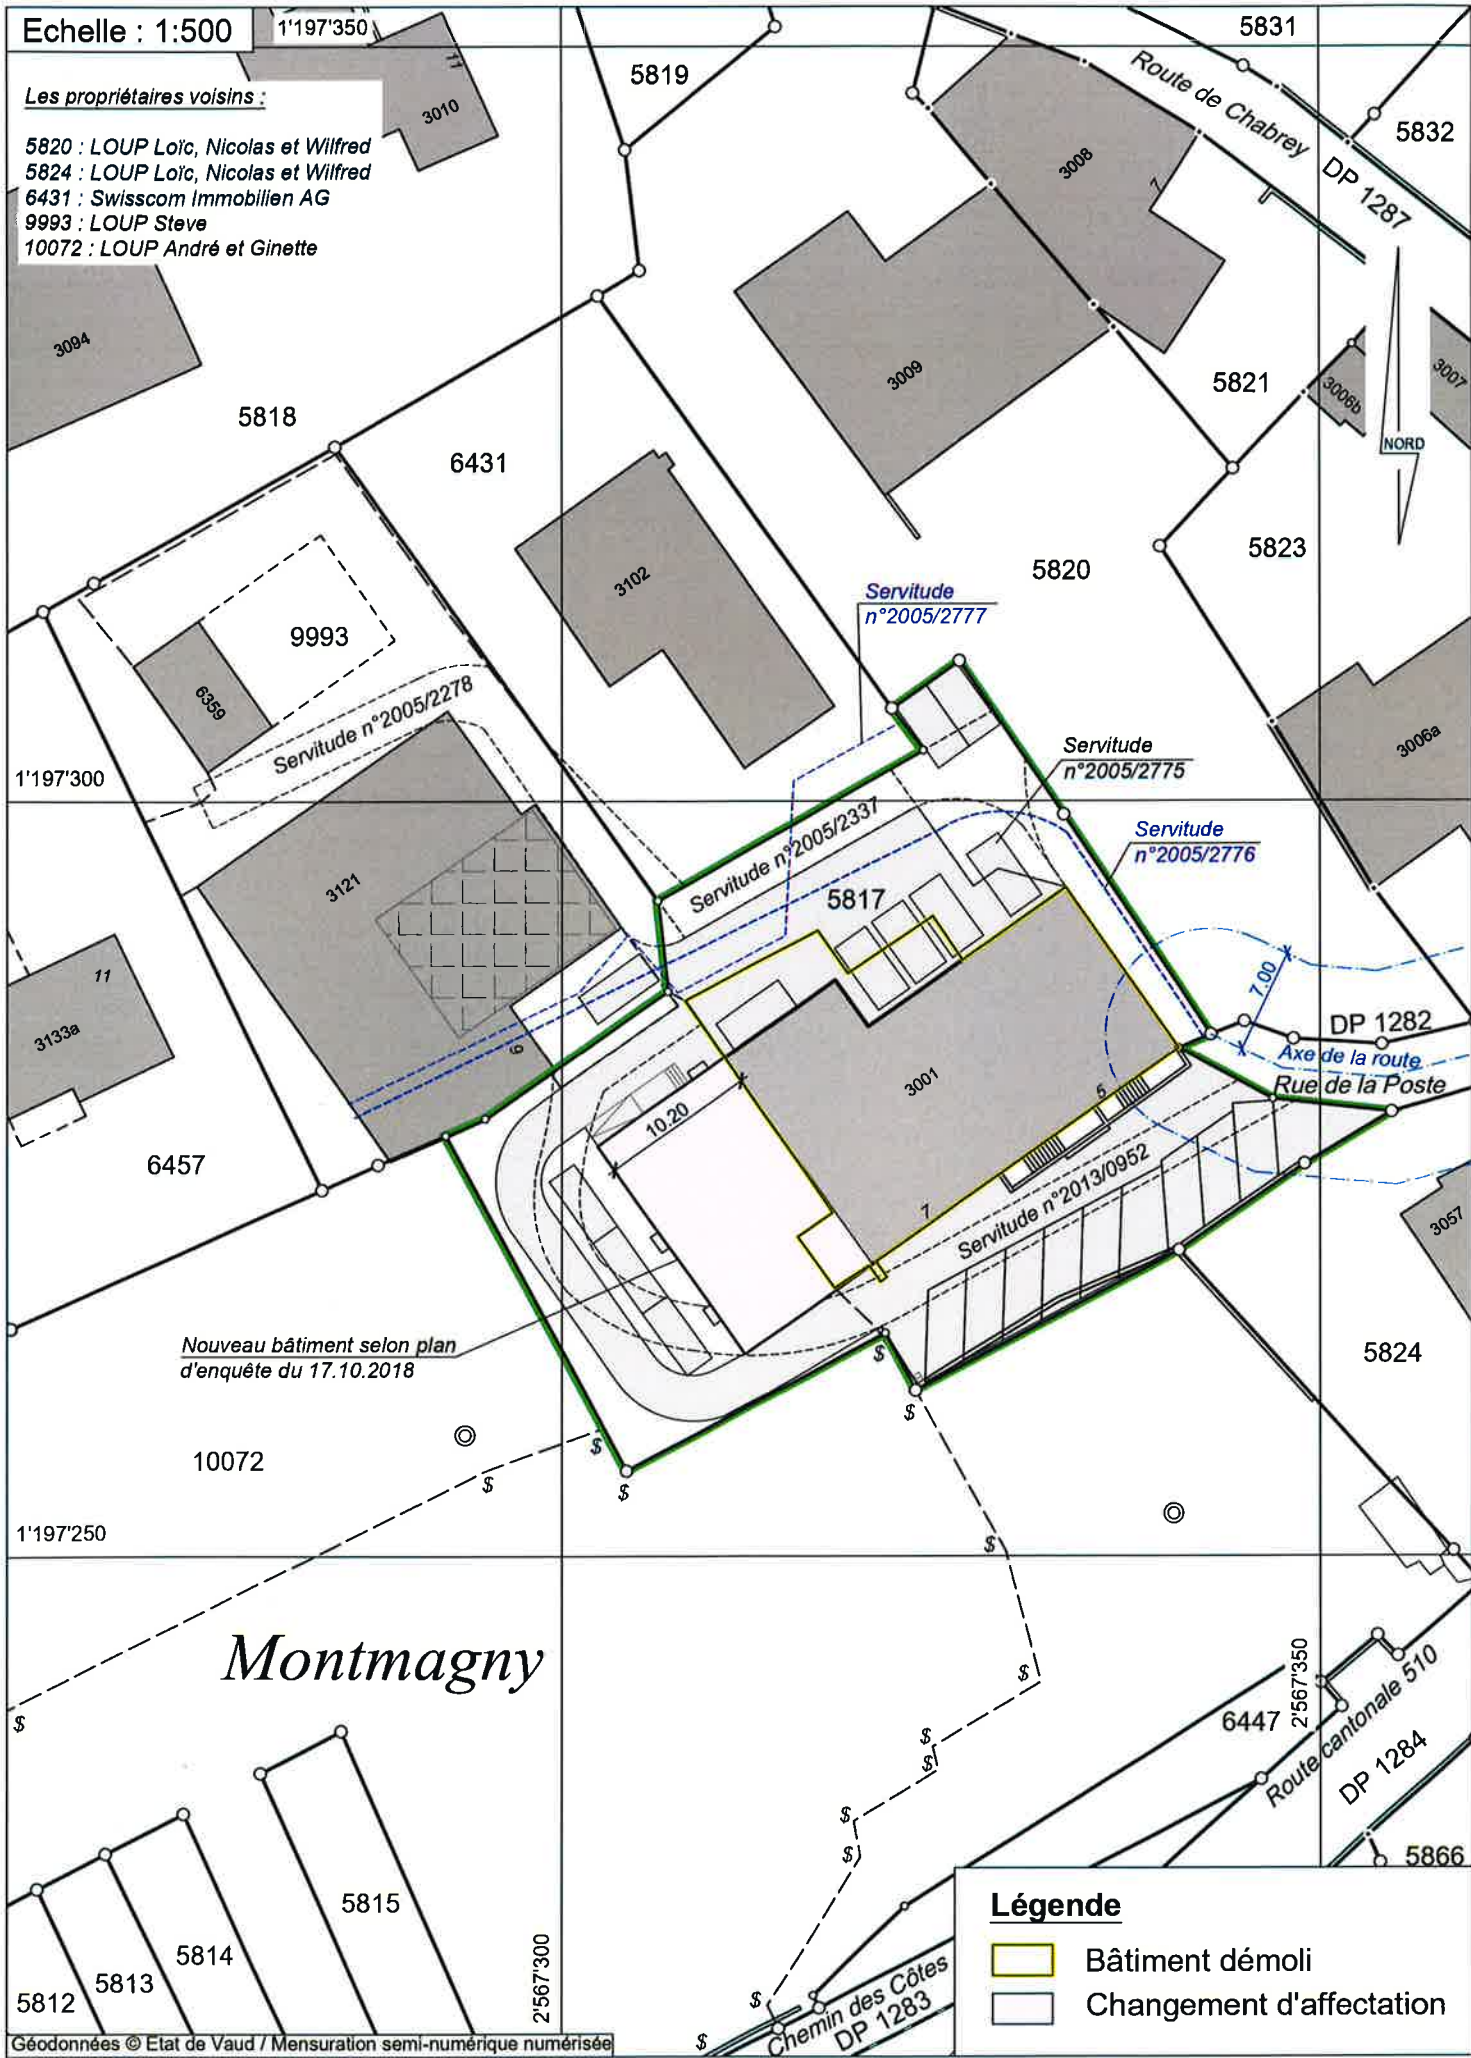 Echelle : 1:500
1'197'350
Les propriétaires voisins :
5820 : LOUP Loïc, Nicolas et Wilfred
5824 : LOUP Loïc, Nicolas et Wilfred
6431 : Swisscom Immobilien AG
9993 : LOUP Steve
10072 : LOUP André et Ginette
11
3010
5819
5831
Route de Chabrey
DP 1287
5832
3008
7
3094
5818
6431
3009
5821
3006b
3007
NORD
3102
5820
5823
9993
6359
Servitude n°2005/2278
Servitude
n°2005/2777
Servitude
n°2005/2775
3006a
1'197'300
Servitude n°2005/2337
Servitude
n°2005/2776
3121
5817
11
3133a
9
7.00
DP 1282
Axe de la route
Rue de la Poste
3001
5
10.20
6457
7
Servitude n°2013/0952
3057
Nouveau bâtiment selon plan
d'enquête du 17.10.2018
5824
$
$
10072
$
$
$
1'197'250
$
Montmagny
$
2'567'350
6447
Route cantonale 510
DP 1284
$
$
$
$
$
5866
5815
5814
5813
5812
2'567'300
$
$
Chemin des Côtes
DP 1283
Légende
Bâtiment démoli
Changement d'affectation
Géodonnées © Etat de Vaud / Mensuration semi-numérique numérisée